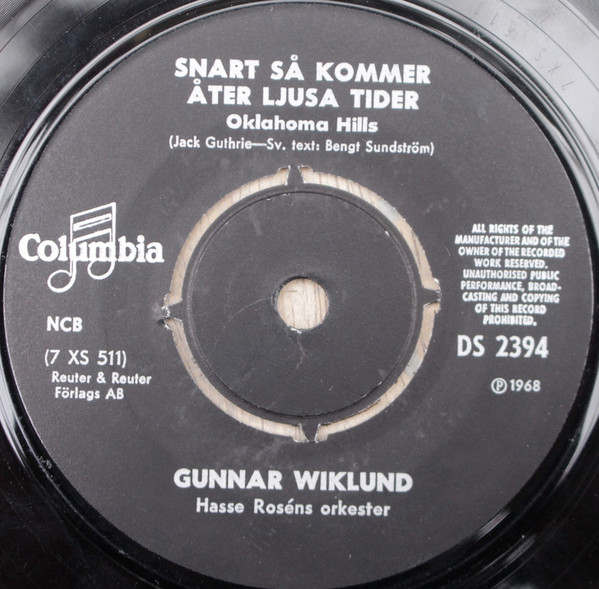 SNART SÅ KOMMER
ÅTER LJUSA TIDER
Oklahoma Hills
(Jack Guthrie—Sv. text: Bengt Sundström)
Columbia
NCB
(7 XS 511)
Reuter & Reuter
Förlags AB
ALL RIGHTS OF THE
MANUFACTURER AND OF THE
OWNER OF THE RECORDED
WORK RESERVED.
UNAUTHORISED PUBLIC
PERFORMANCE, BROAD-
CASTING AND COPYING
OF THIS RECORD
PROHIBITED.
DS 2394
Ⓟ 1968
GUNNAR WIKLUND
Hasse Roséns orkester